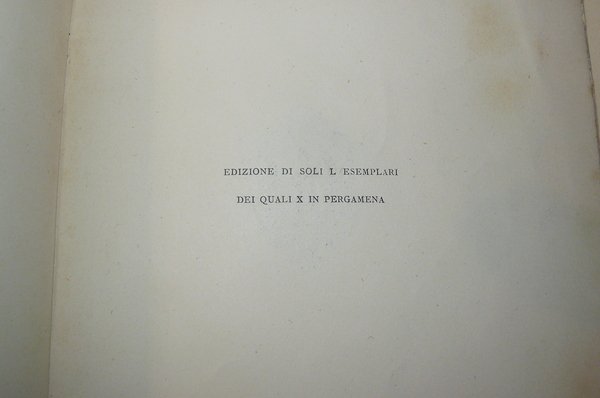 EDIZIONE DI SOLI L ESEMPLARI
DEI QUALI X IN PERGAMENA